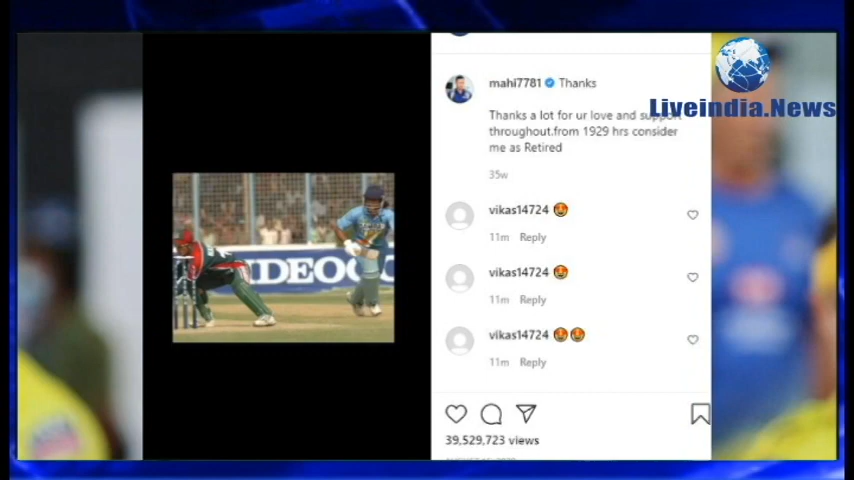 Liveindia.News
mahi7781 Thanks
Thanks a lot for ur love and support
throughout.from 1929 hrs consider
me as Retired
35w
vikas14724
11m Reply
vikas14724
11m Reply
vikas14724
11m Reply
39,529,723 views
VIDEOC